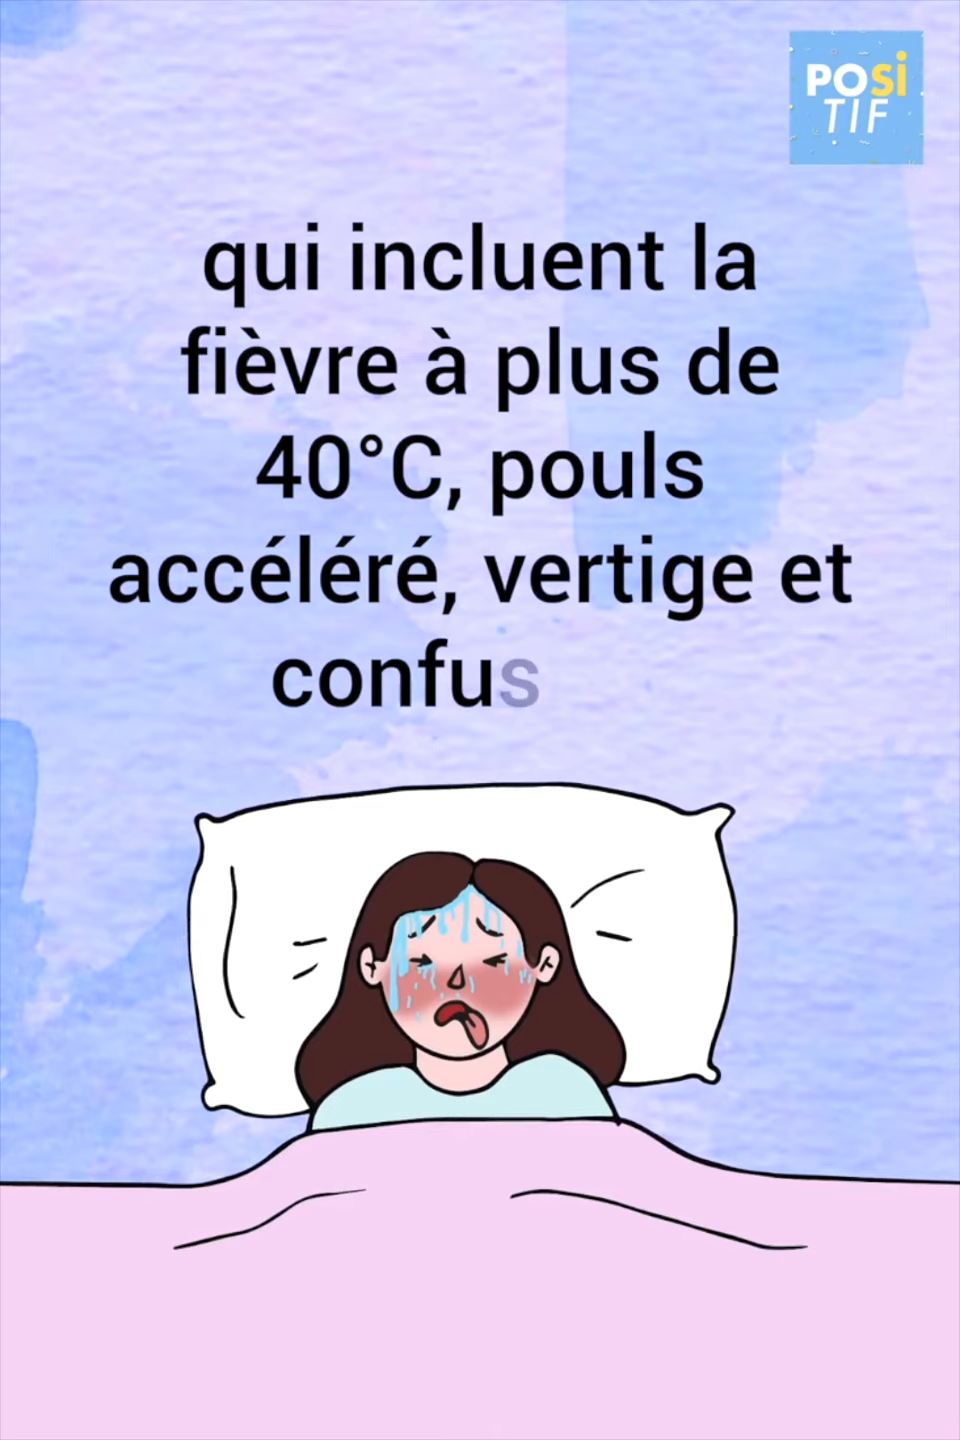 POSi
TIF
qui incluent la
fièvre à plus de
40°C, pouls
accéléré, vertige et
confus